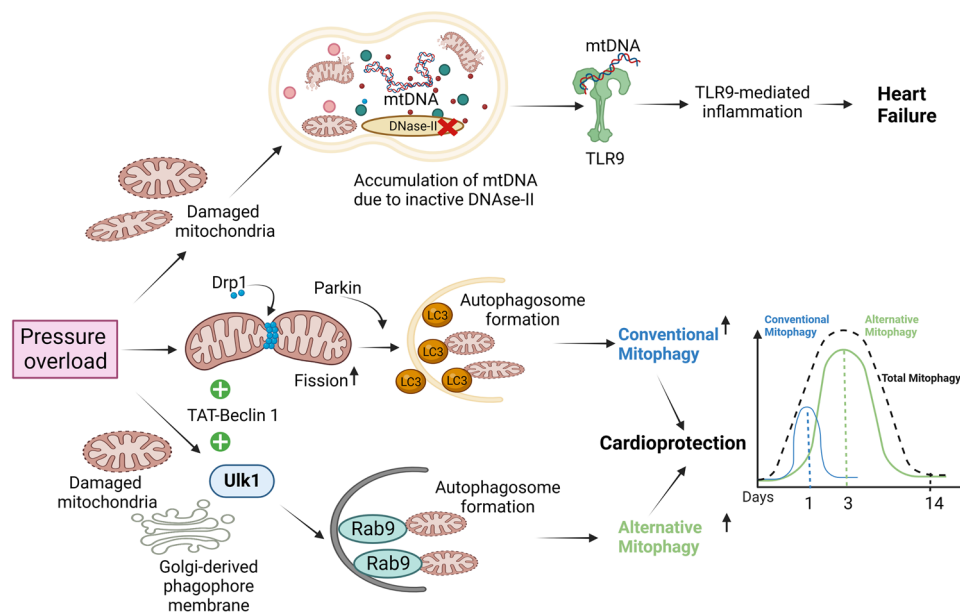 mtDNA
DNase-II
Accumulation of mtDNA
due to inactive DNAse-II
mtDNA
TLR9
TLR9-mediated
inflammation
Heart
Failure
Damaged
mitochondria
Pressure
overload
Drp1
Fission
Parkin
LC3
LC3
LC3
LC3
Autophagosome
formation
Conventional
Mitophagy
TAT-Beclin 1
Cardioprotection
Damaged
mitochondria
Ulk1
Golgi-derived
phagophore
membrane
Rab9
Rab9
Autophagosome
formation
Alternative
Mitophagy
Conventional
Mitophagy
Alternative
Mitophagy
Total Mitophagy
Days
1
3
14